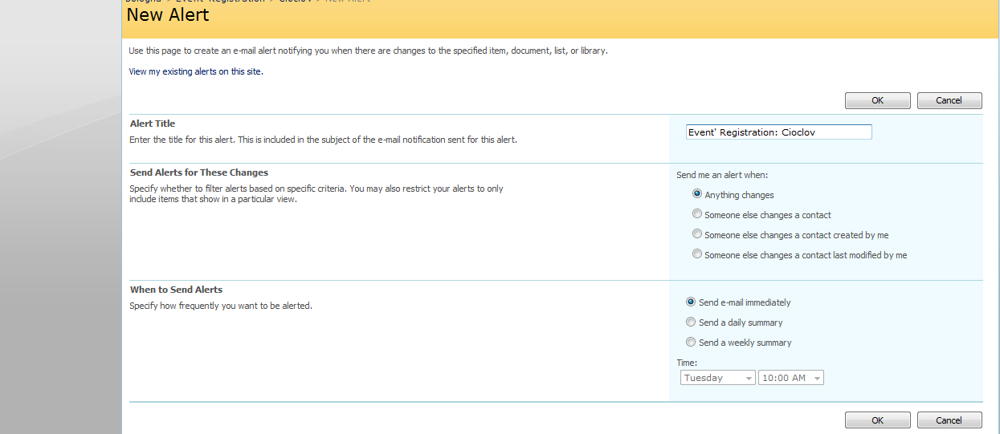 Bologna > Event' Registration > Cioclov > New Alert
New Alert
Use this page to create an e-mail alert notifying you when there are changes to the specified item, document, list, or library.
View my existing alerts on this site.
OK Cancel
Alert Title
Enter the title for this alert. This is included in the subject of the e-mail notification sent for this alert.
Event' Registration: Cioclov
Send Alerts for These Changes
Specify whether to filter alerts based on specific criteria. You may also restrict your alerts to only
include items that show in a particular view.
Send me an alert when:
Anything changes
Someone else changes a contact
Someone else changes a contact created by me
Someone else changes a contact last modified by me
When to Send Alerts
Specify how frequently you want to be alerted.
Send e-mail immediately
Send a daily summary
Send a weekly summary
Time:
Tuesday 10:00 AM
OK Cancel